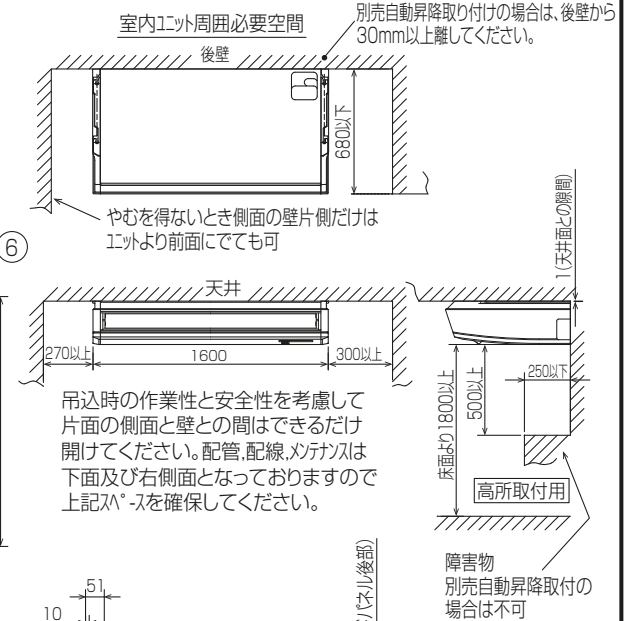 室内ユニット周囲必要空間
別売自動昇降取り付けの場合は、後壁から
30mm以上離してください。
後壁
680以下
やむを得ないとき側面の壁片側だけは
ユニットより前面にでても可
6
1(天井面との隙間)
天井
270以上
1600
300以上
250以下
500以上
床面より1800以上
吊込時の作業性と安全性を考慮して
片面の側面と壁との間はできるだけ
開けてください。配管,配線,メンテナンスは
下面及び右側面となっておりますので
上記スペースを確保してください。
高所取付用
障害物
別売自動昇降取付の
場合は不可
51
10
パネル後部)